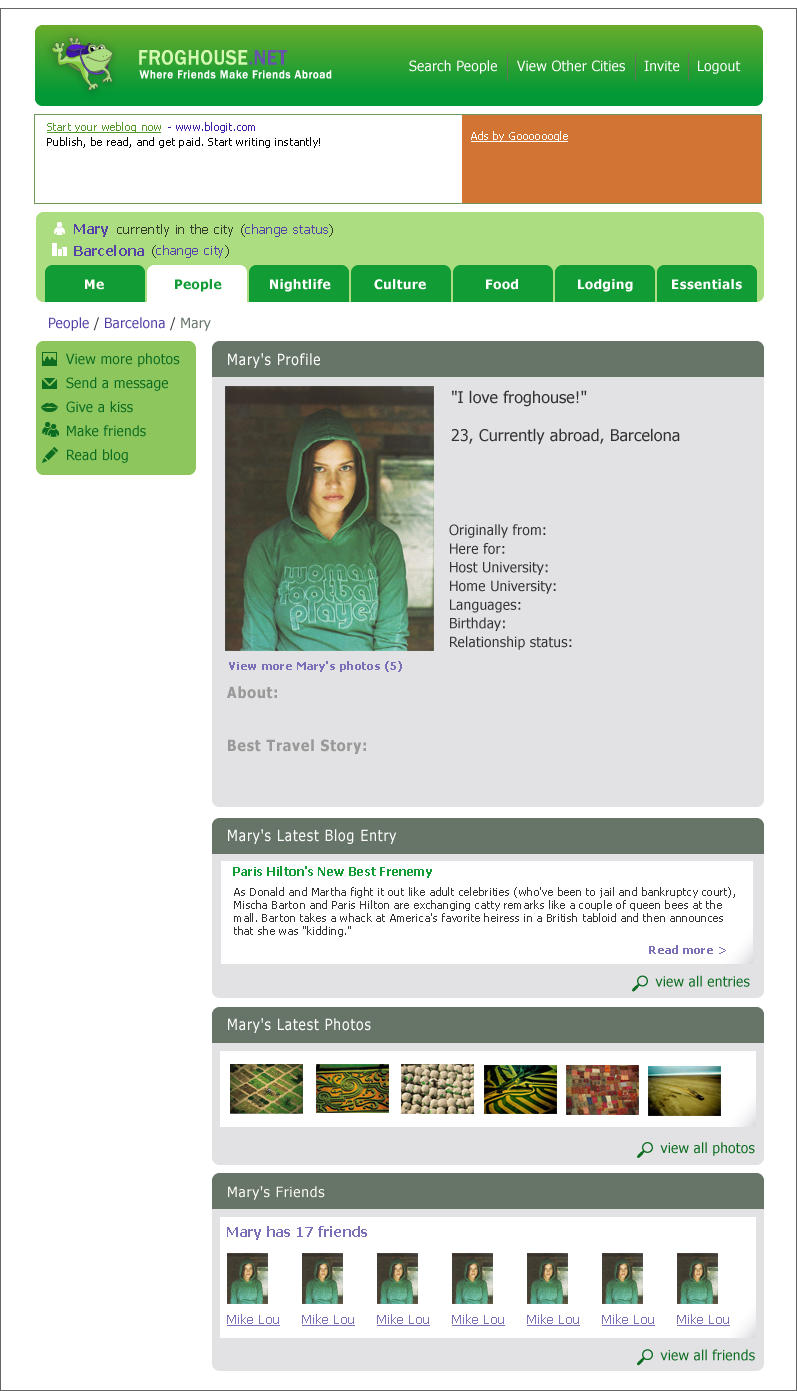 FROGHOUSE.NET
Where Friends Make Friends Abroad
Search People
View Other Cities
Invite
Logout
Start your weblog now - www.blogit.com
Publish, be read, and get paid. Start writing instantly!
Ads by Goooooogle
Mary currently in the city (change status)
Barcelona (change city)
Me
People
Nightlife
Culture
Food
Lodging
Essentials
People / Barcelona / Mary
View more photos
Send a message
Give a kiss
Make friends
Read blog
Mary's Profile
woman
football
player
"I love froghouse!"
23, Currently abroad, Barcelona
Originally from:
Here for:
Host University:
Home University:
Languages:
Birthday:
Relationship status:
View more Mary's photos (5)
About:
Best Travel Story:
Mary's Latest Blog Entry
Paris Hilton's New Best Frenemy
As Donald and Martha fight it out like adult celebrities (who've been to jail and bankruptcy court),
Mischa Barton and Paris Hilton are exchanging catty remarks like a couple of queen bees at the
mall. Barton takes a whack at America's favorite heiress in a British tabloid and then announces
that she was "kidding."
Read more >
view all entries
Mary's Latest Photos
view all photos
Mary's Friends
Mary has 17 friends
Mike Lou
Mike Lou
Mike Lou
Mike Lou
Mike Lou
Mike Lou
Mike Lou
view all friends